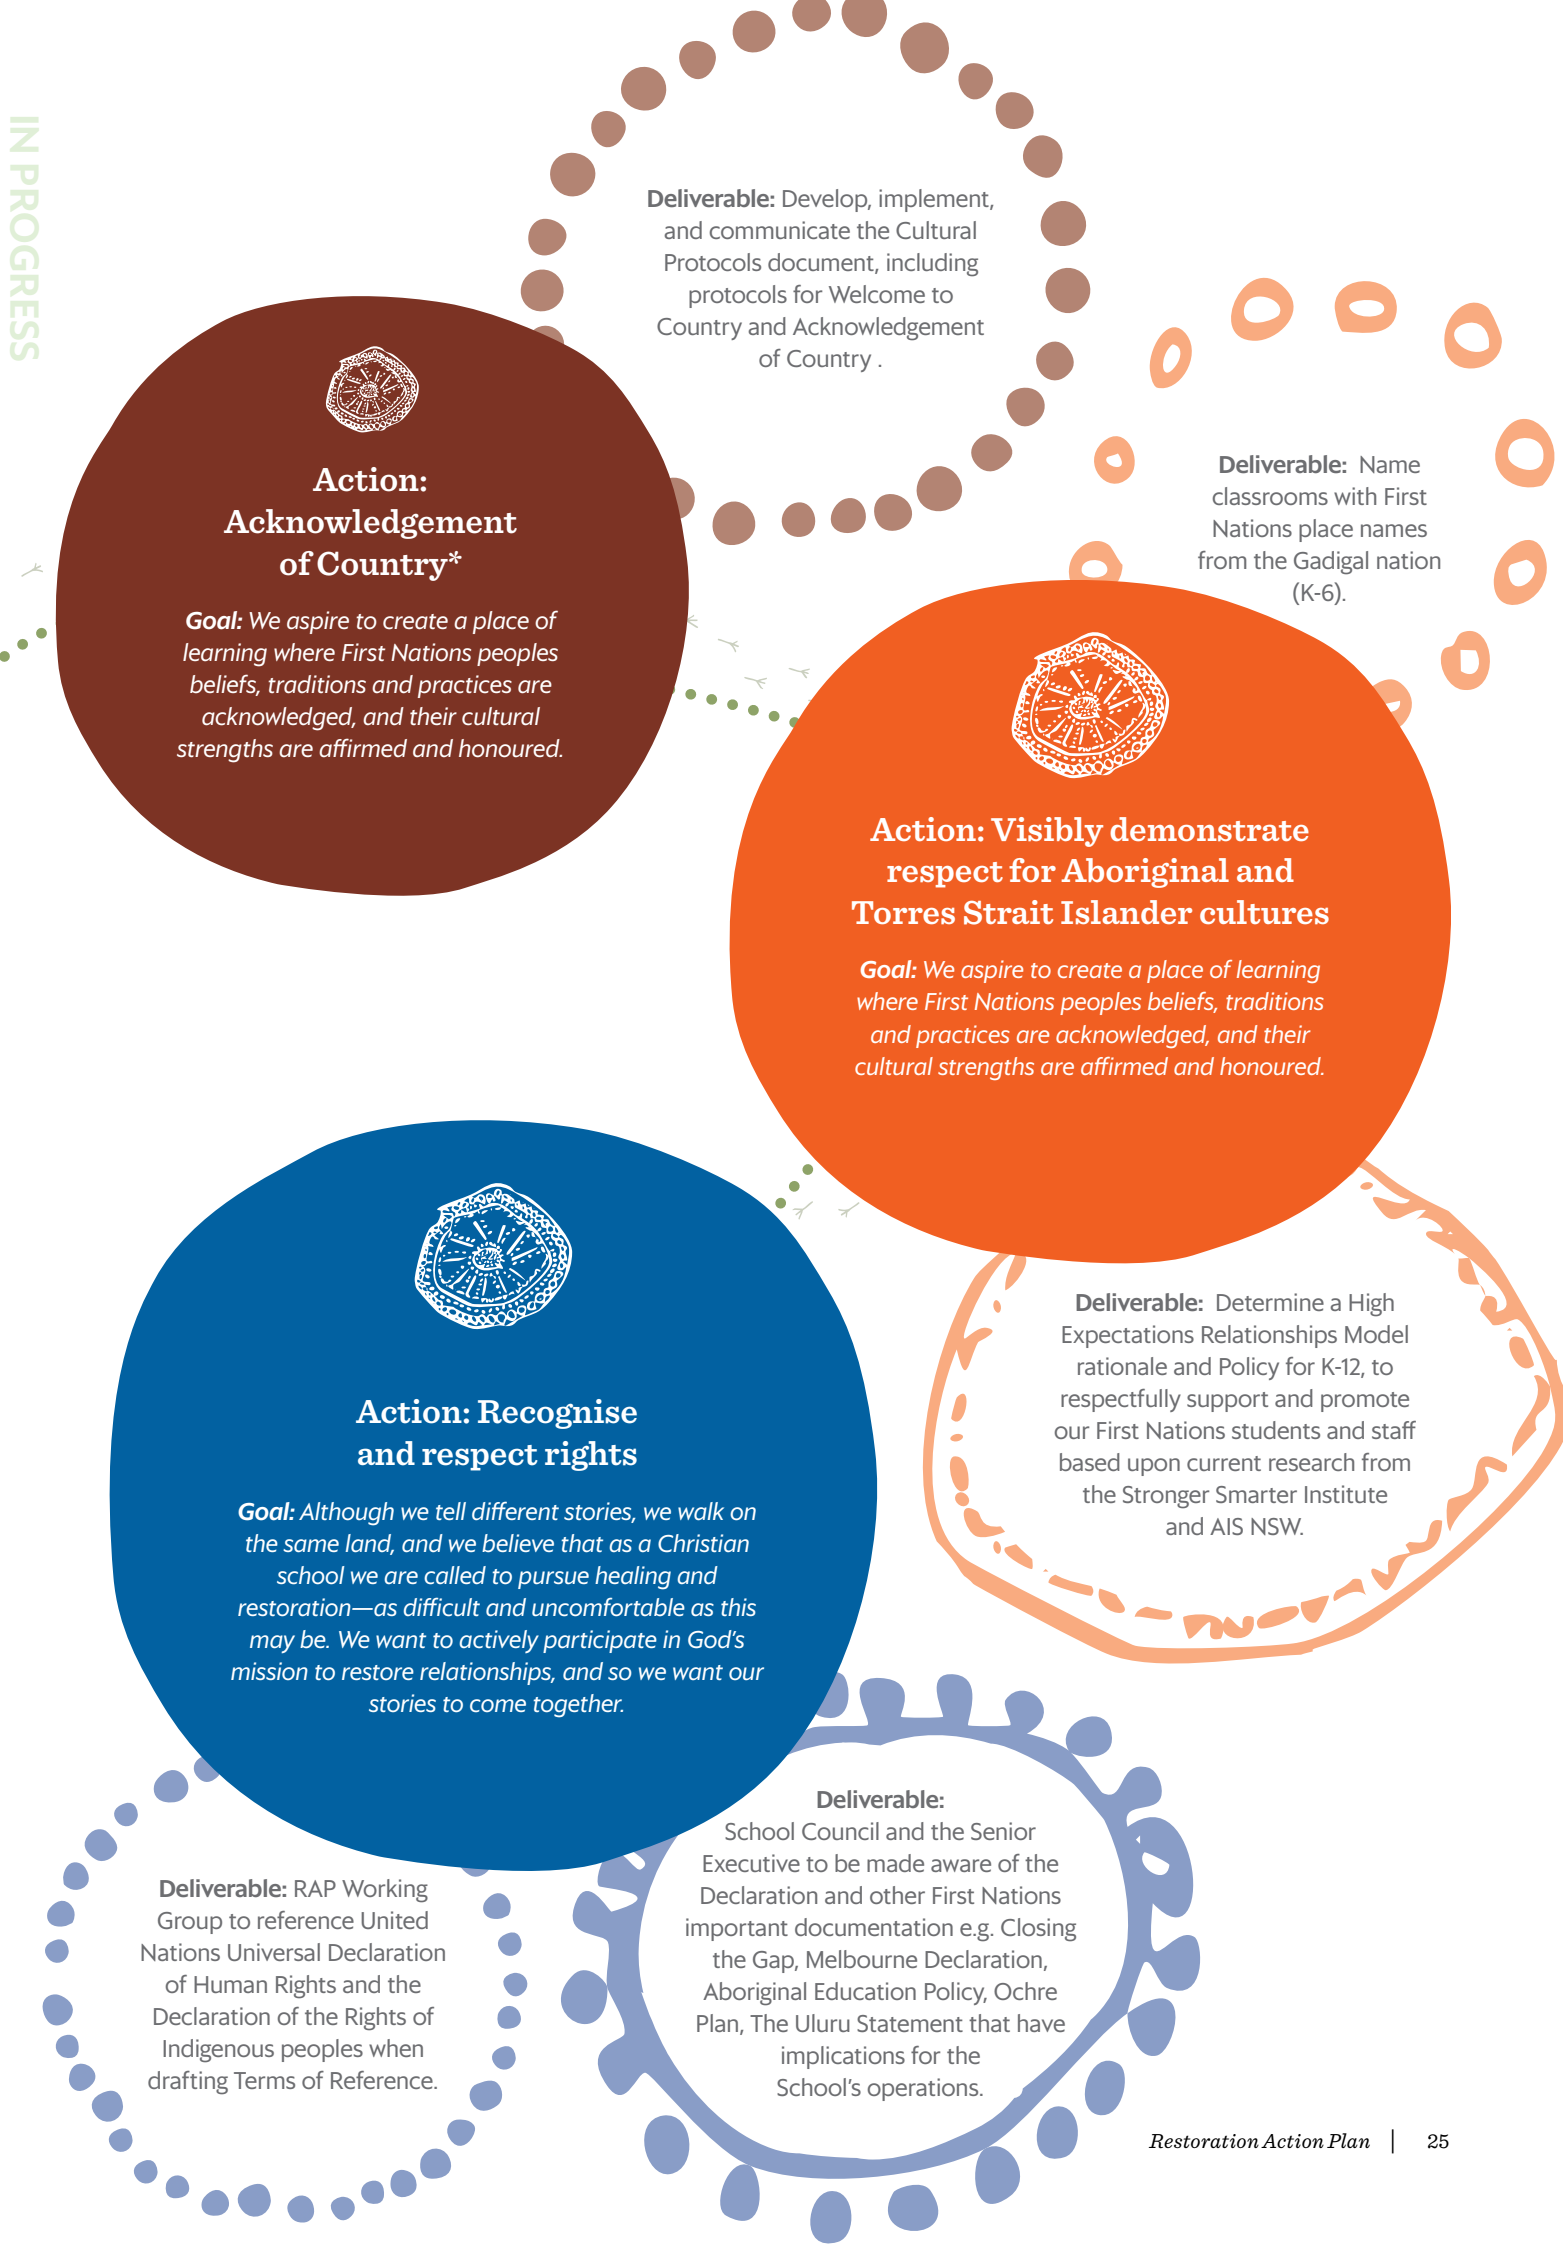 IN PROGRESS
Deliverable: Develop, implement,
and communicate the Cultural
Protocols document, including
protocols for Welcome to
Country and Acknowledgement
of Country .
Action:
Acknowledgement
of Country*
Goal: We aspire to create a place of
learning where First Nations peoples
beliefs, traditions and practices are
acknowledged, and their cultural
strengths are affirmed and honoured.
Deliverable: Name
classrooms with First
Nations place names
from the Gadigal nation
(K-6).
Action: Visibly demonstrate
respect for Aboriginal and
Torres Strait Islander cultures
Goal: We aspire to create a place of learning
where First Nations peoples beliefs, traditions
and practices are acknowledged, and their
cultural strengths are affirmed and honoured.
Deliverable: Determine a High
Expectations Relationships Model
rationale and Policy for K-12, to
respectfully support and promote
our First Nations students and staff
based upon current research from
the Stronger Smarter Institute
and AIS NSW.
Action: Recognise
and respect rights
Goal: Although we tell different stories, we walk on
the same land, and we believe that as a Christian
school we are called to pursue healing and
restoration—as difficult and uncomfortable as this
may be. We want to actively participate in God's
mission to restore relationships, and so we want our
stories to come together.
Deliverable: RAP Working
Group to reference United
Nations Universal Declaration
of Human Rights and the
Declaration of the Rights of
Indigenous peoples when
drafting Terms of Reference.
Deliverable:
School Council and the Senior
Executive to be made aware of the
Declaration and other First Nations
important documentation e.g. Closing
the Gap, Melbourne Declaration,
Aboriginal Education Policy, Ochre
Plan, The Uluru Statement that have
implications for the
School's operations.
Restoration Action Plan | 25